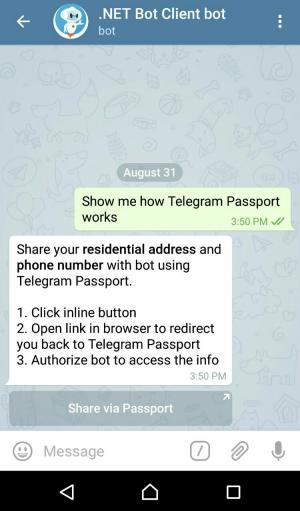 .NET Bot Client bot
bot
August 31
Show me how Telegram Passport
works
3:50 PM
Share your residential address and
phone number with bot using
Telegram Passport.
1. Click inline button
2. Open link in browser to redirect
you back to Telegram Passport
3. Authorize bot to access the info
3:50 PM
Share via Passport
Message